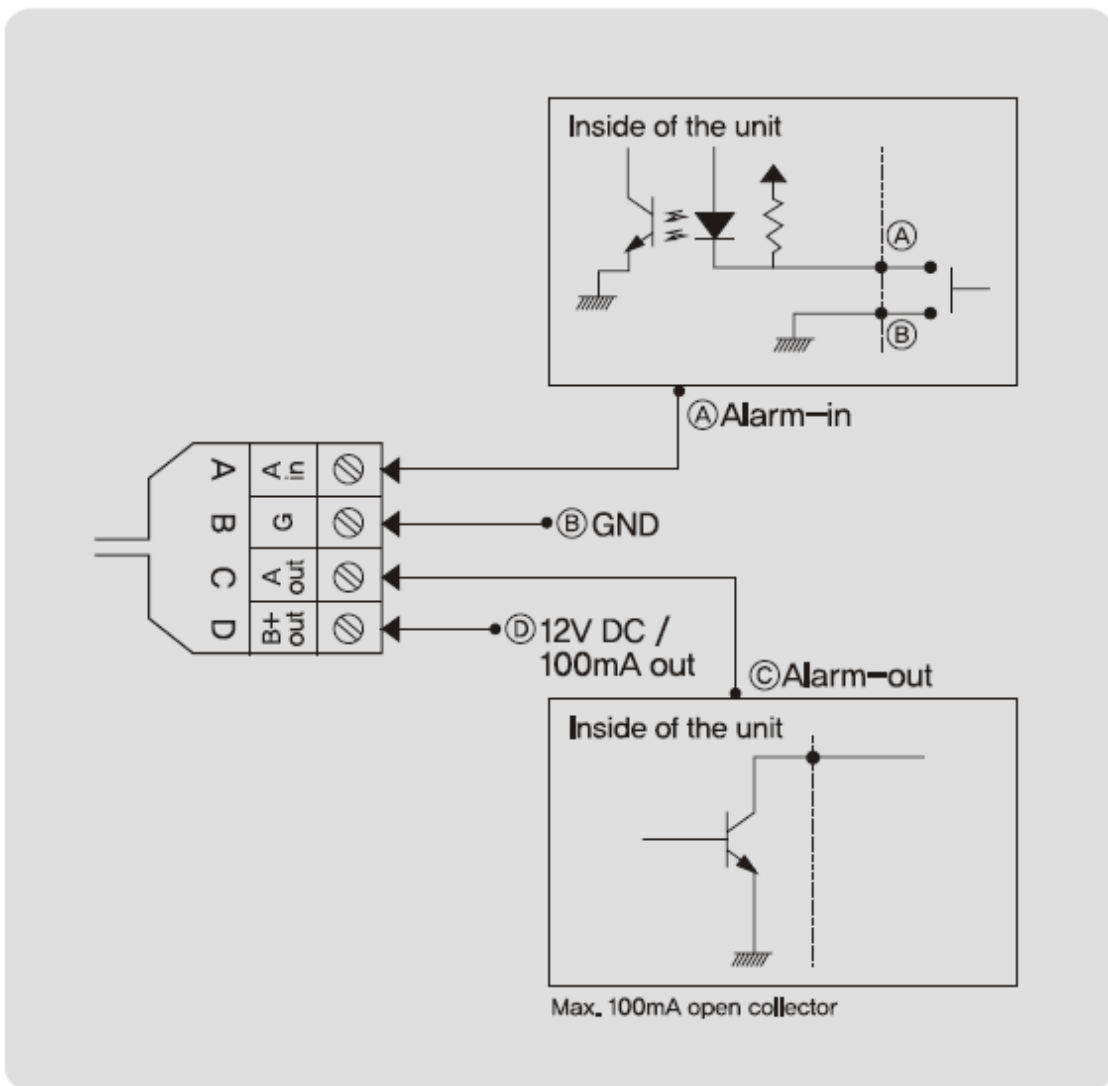 Inside of the unit
Ⓐ
Ⓑ
ⒶAlarm-in
A
A in
B
G
ⒷGND
C
A out
D
B+ out
Ⓓ12V DC /
100mA out
ⒸAlarm-out
Inside of the unit
Max. 100mA open collector